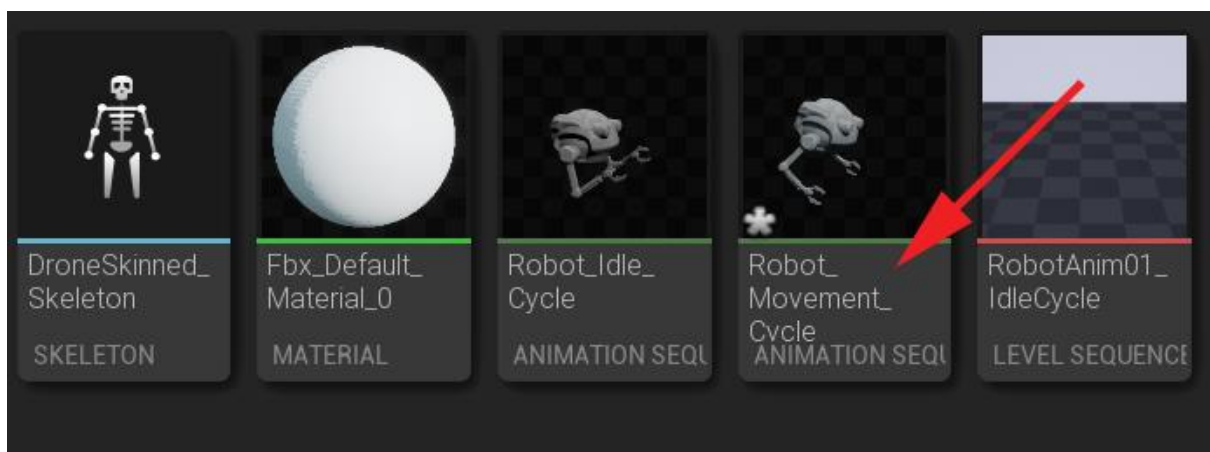 DroneSkinned_
Skeleton
SKELETON
Fbx_Default_
Material_0
MATERIAL
Robot_Idle_
Cycle
ANIMATION SEQU
Robot_
Movement_
Cycle
ANIMATION SEQU
RobotAnim01_
IdleCycle
LEVEL SEQUENCE